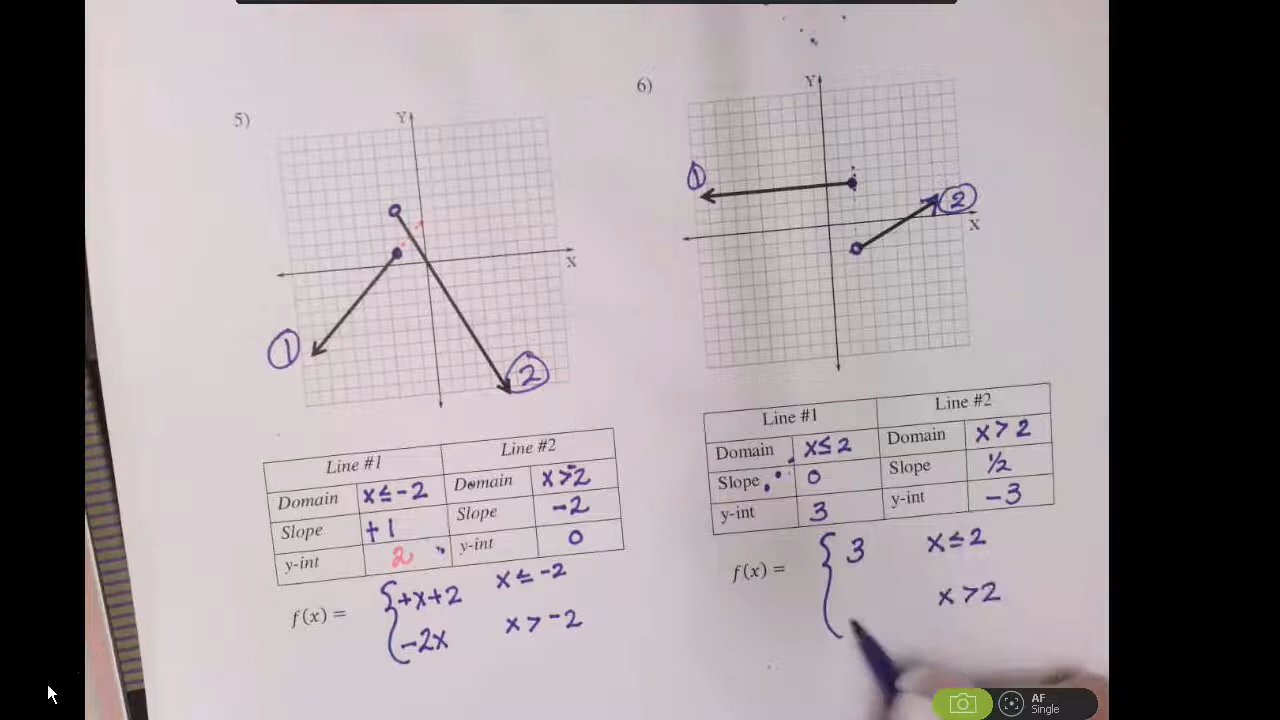 5)
Y
X
1
2
Line #1
Line #2
Domain
x ≤ -2
Domain
x > -2
Slope
+1
Slope
-2
y-int
2
y-int
0
f(x) =
+x+2
x ≤ -2
-2x
x > -2
6)
Y
X
1
2
Line #1
Line #2
Domain
x ≤ 2
Domain
x > 2
Slope
0
Slope
1/2
y-int
3
y-int
-3
f(x) =
3
x ≤ 2
x > 2
AF
Single